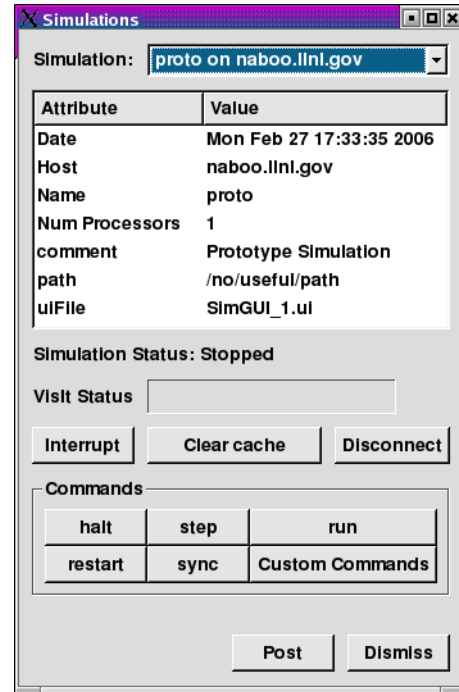 Simulations
Simulation: proto on naboo.llnl.gov
Attribute Value
Date Mon Feb 27 17:33:35 2006
Host naboo.llnl.gov
Name proto
Num Processors 1
comment Prototype Simulation
path /no/useful/path
uiFile SimGUI_1.ui
Simulation Status: Stopped
VisIt Status
Interrupt Clear cache Disconnect
Commands
halt step run
restart sync Custom Commands
Post Dismiss